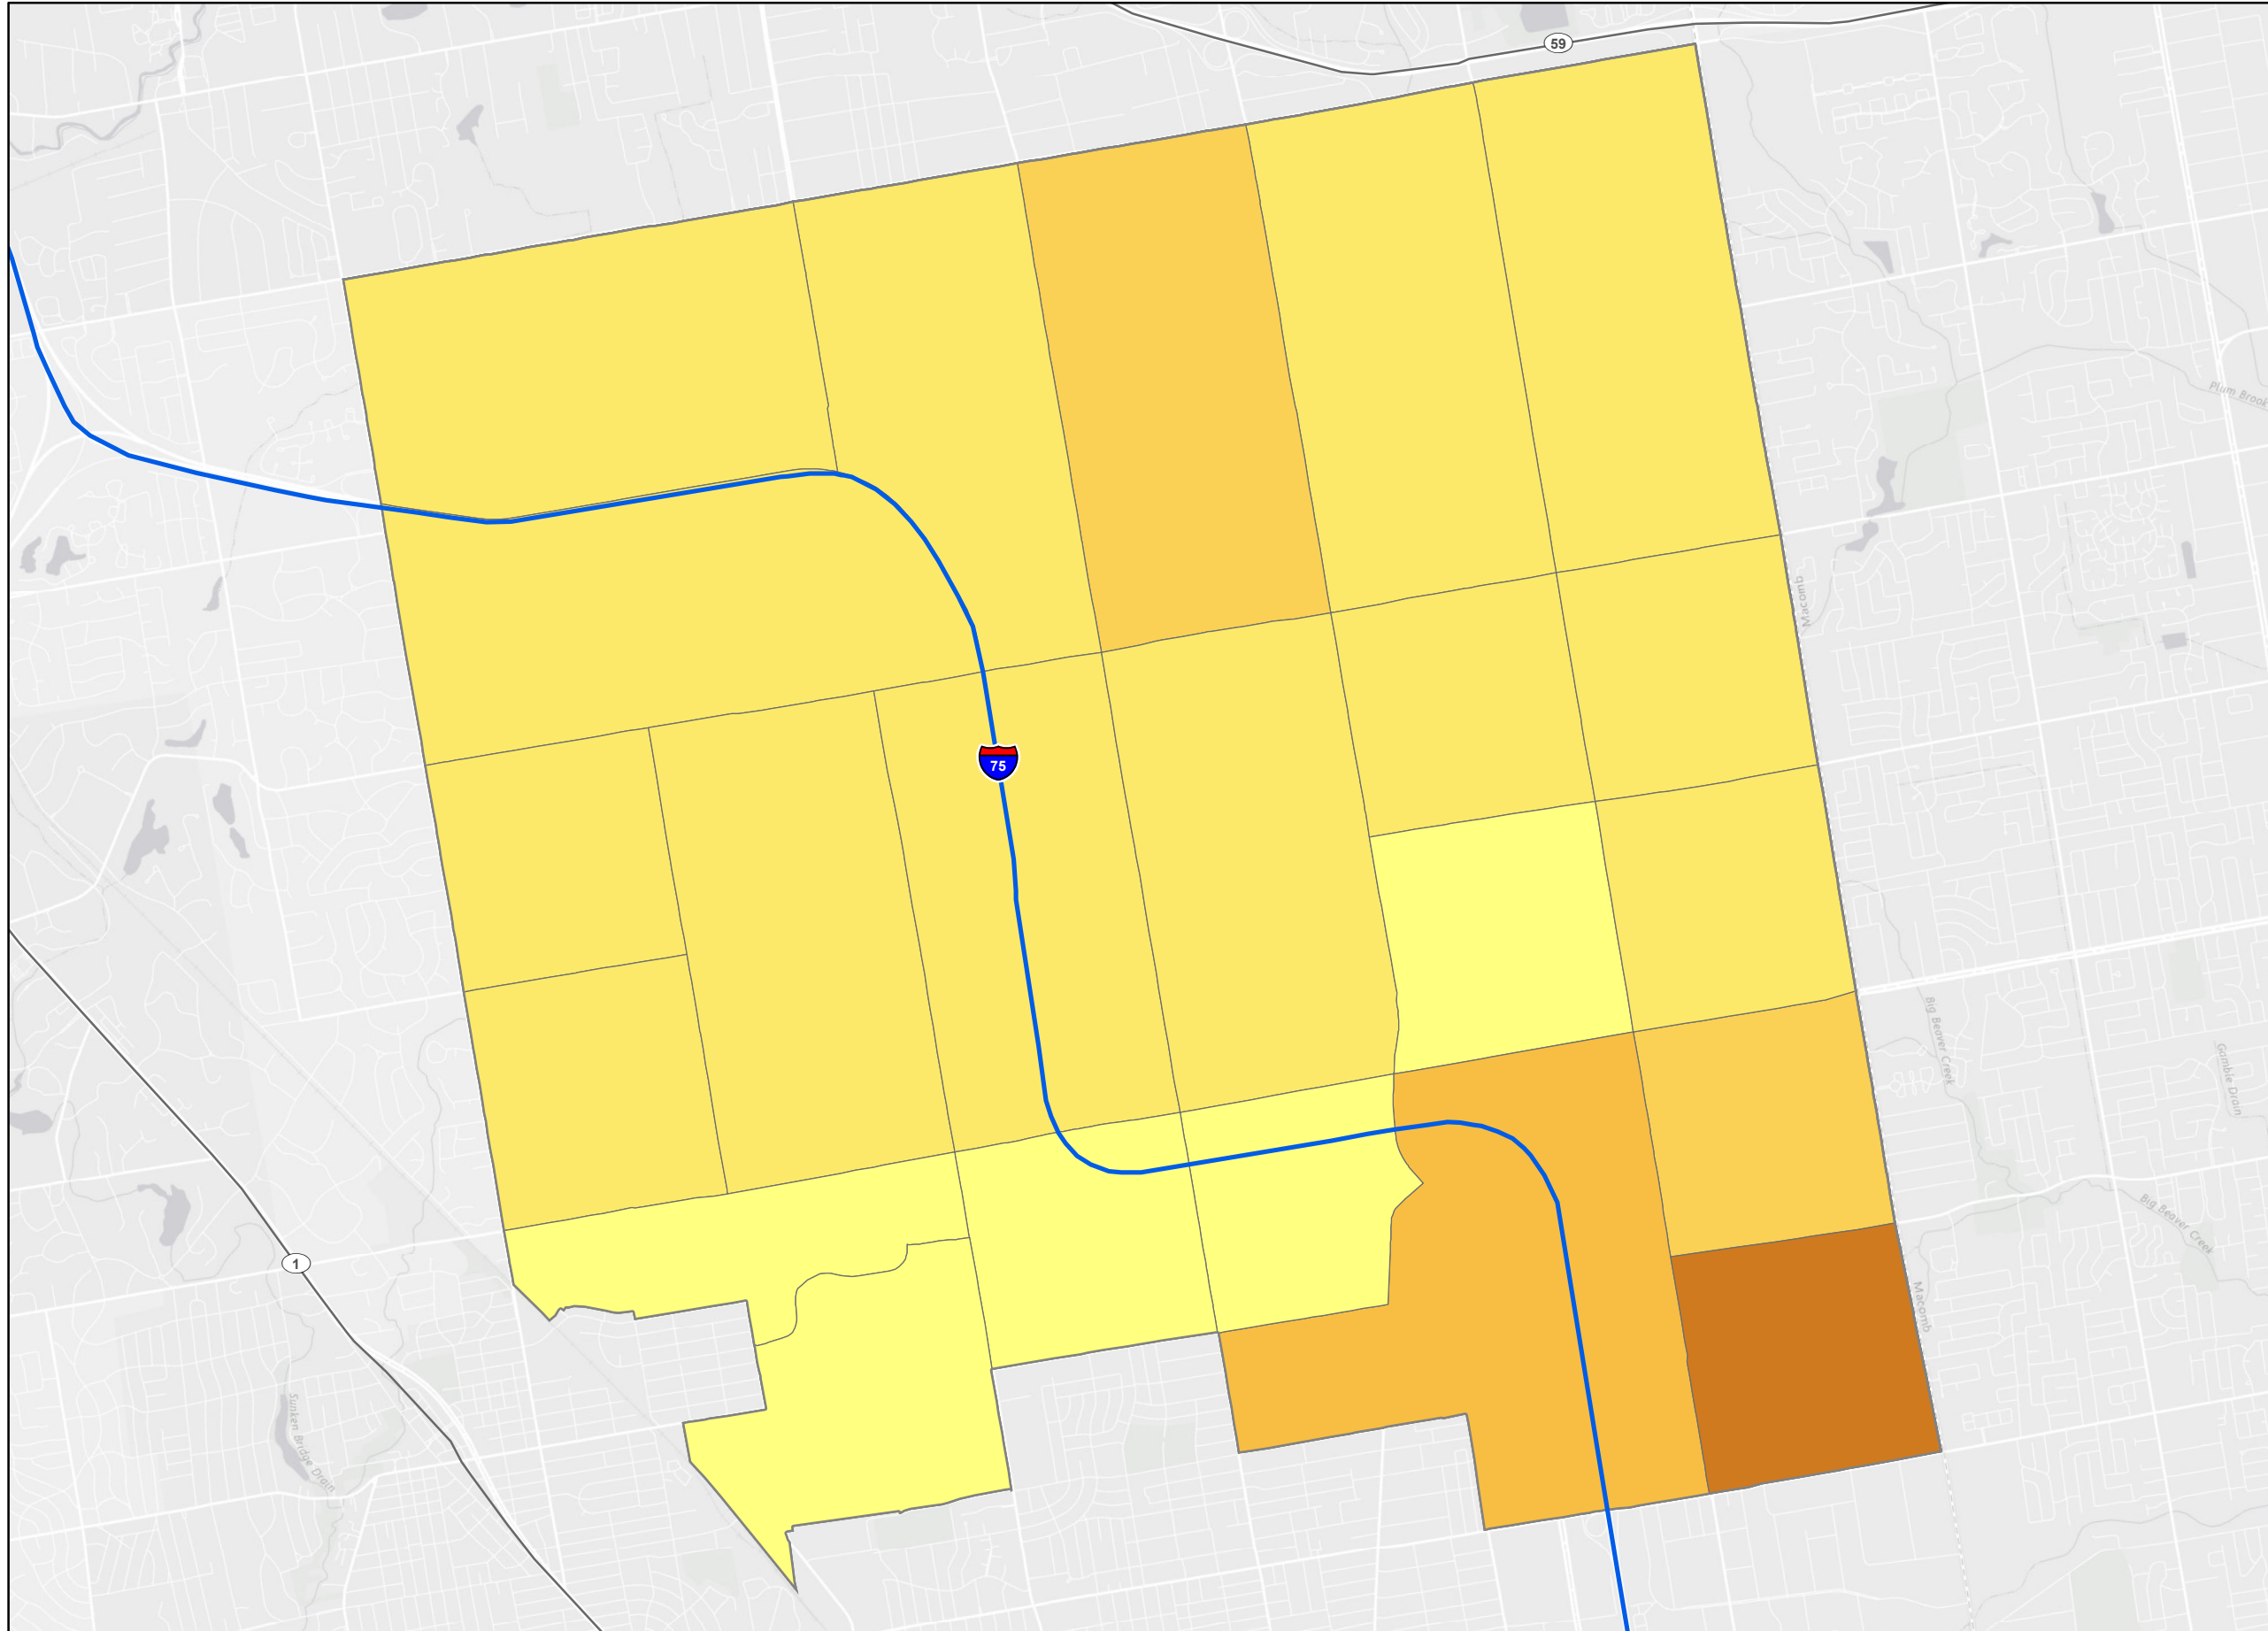 59
Plum Brook
Macomb
75
Big Beaver Creek
Gamble Drain
Big Beaver Creek
1
Macomb
Sunken Bridge Drain